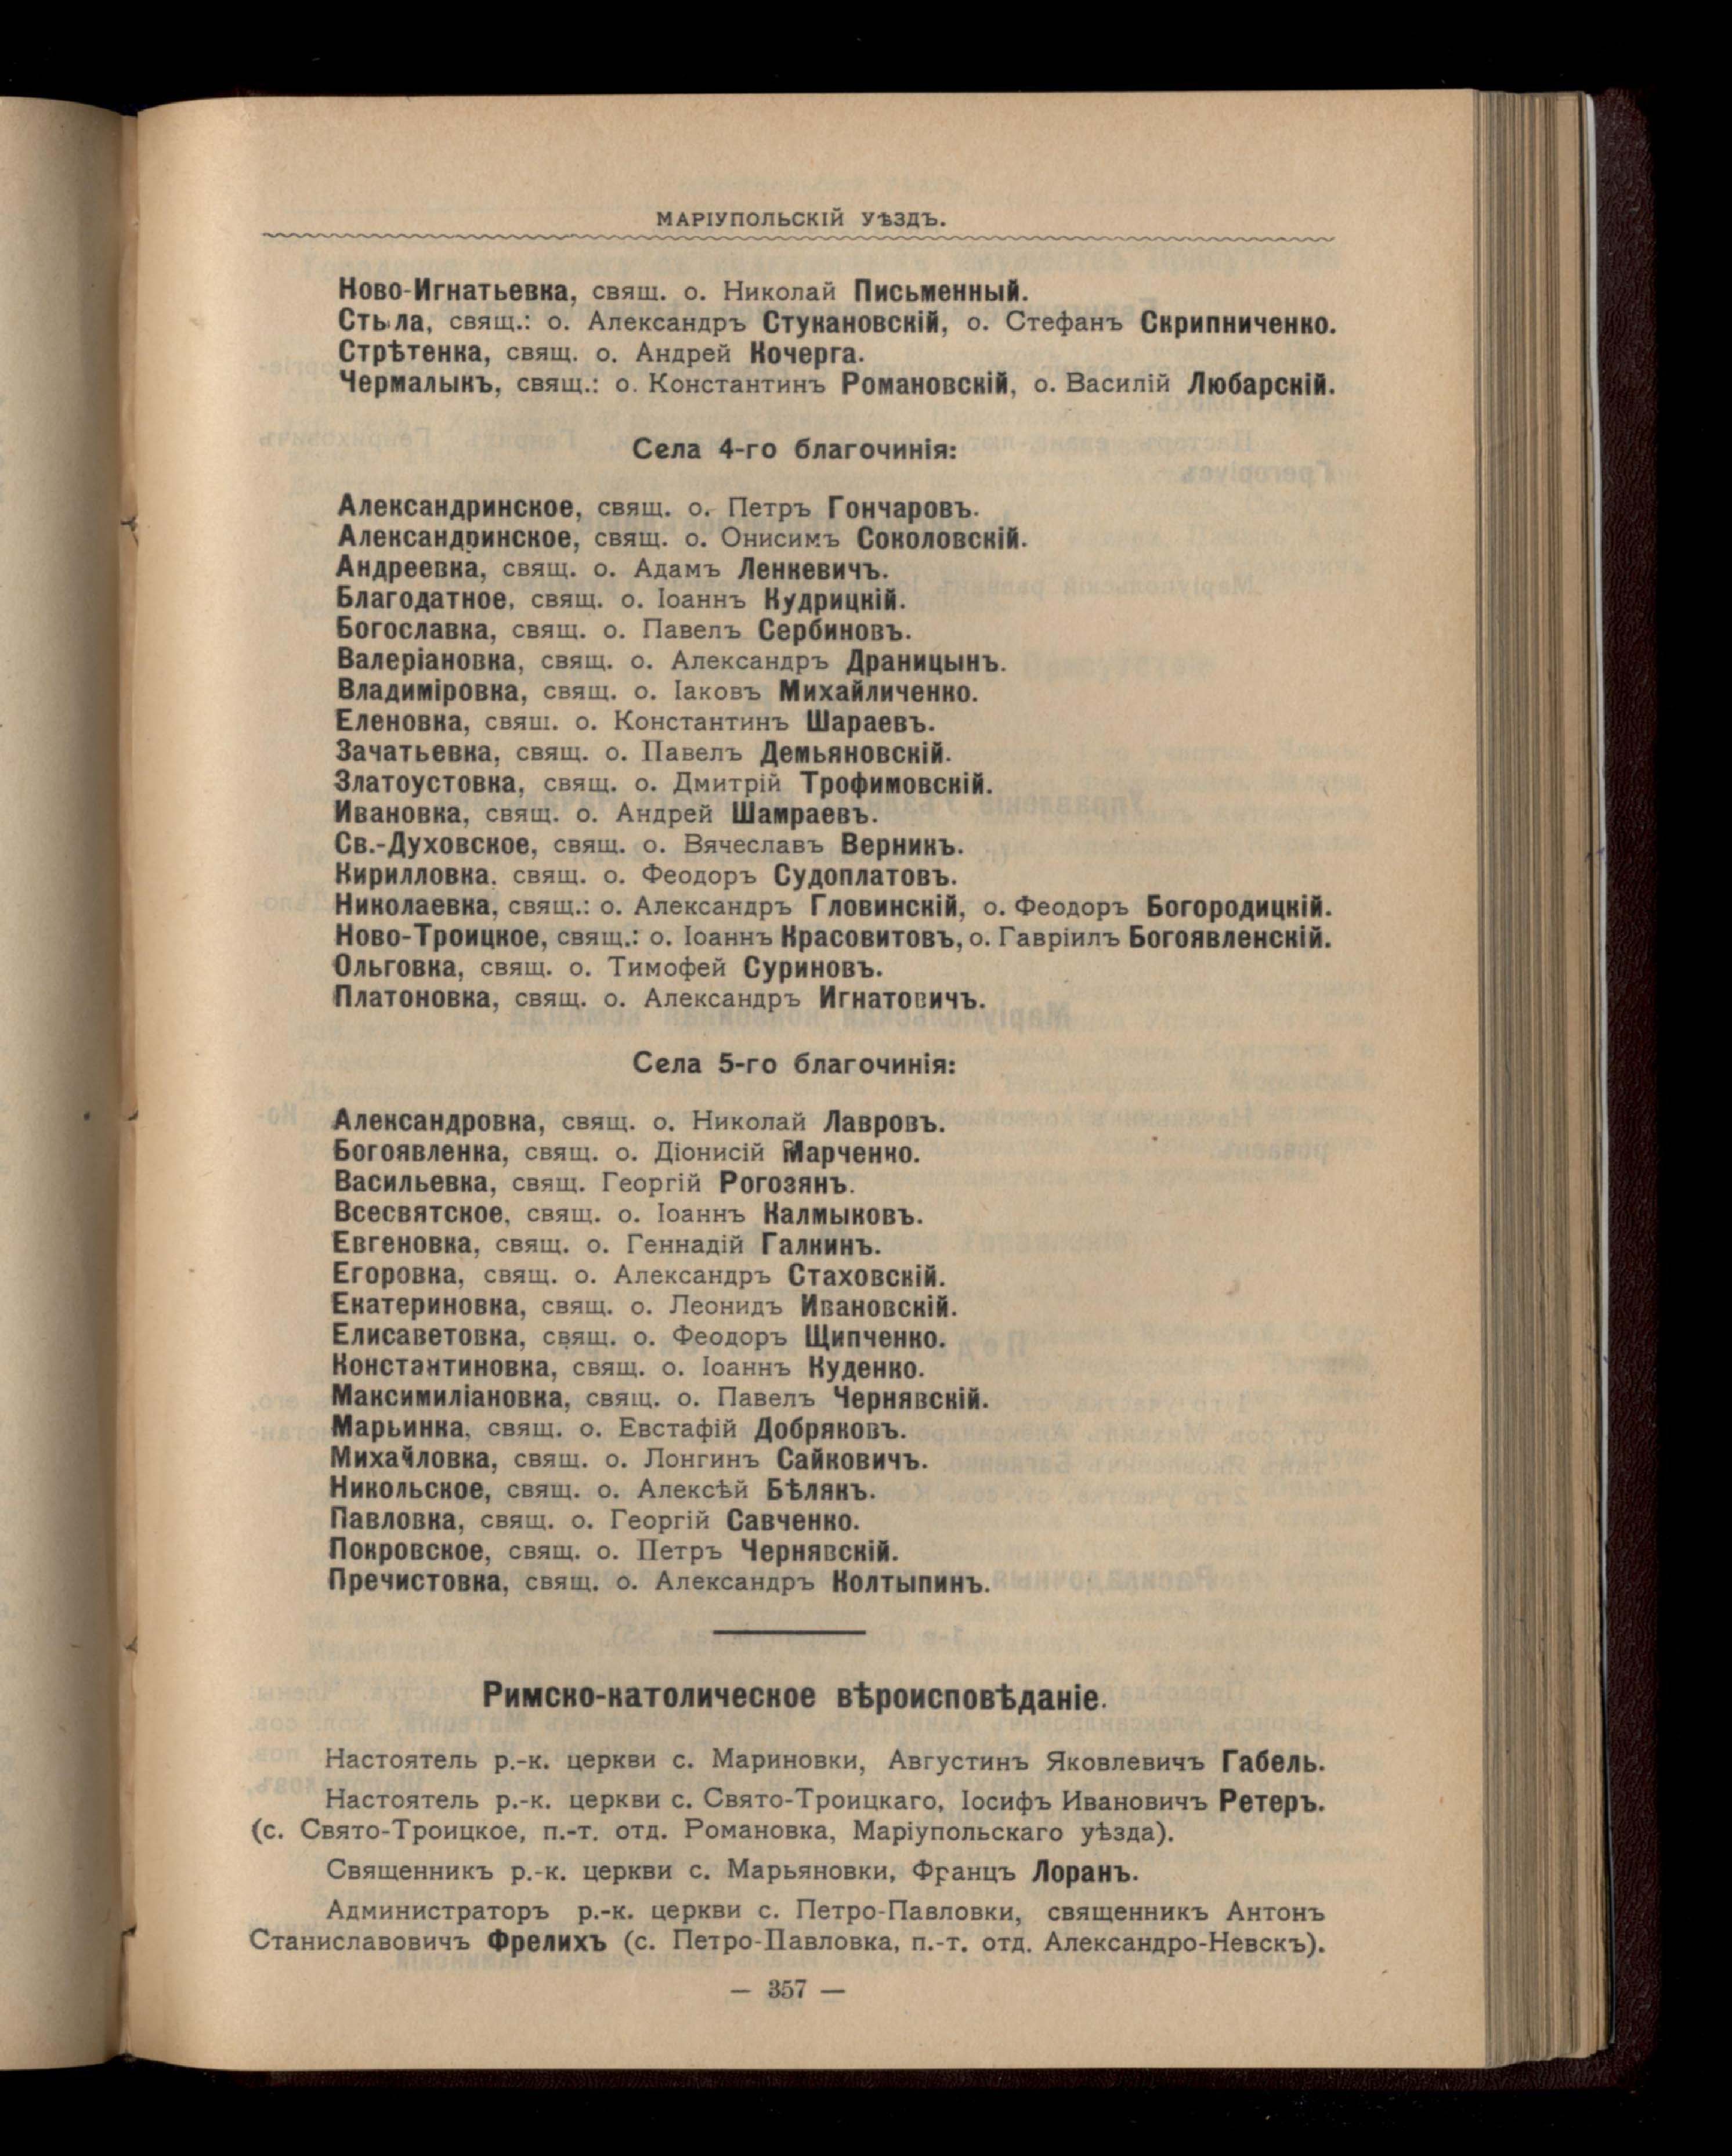 МАРІУПОЛЬСКІЙ УѢЗДЪ.
Ново-Игнатьевка, свящ. о. Николай Письменный.
Стыла, свящ.: о. Александръ Стукановскій, о. Стефанъ Скрипниченко.
Стрѣтенка, свящ. о. Андрей Кочерга.
Чермалыкъ, свящ.: о. Константинъ Романовскій, о. Василій Любарскій.
Села 4-го благочинія:
Александринское, свящ. о. Петръ Гончаровъ.
Александринское, свящ. о. Онисимъ Соколовскій.
Андреевка, свящ. о. Адамъ Ленкевичъ.
Благодатное, свящ. о. Іоаннъ Кудрицкій.
Богославка, свящ. о. Павелъ Сербиновъ.
Валеріановка, свящ. о. Александръ Драницынъ.
Владиміровка, свящ. о. Іаковъ Михайличенко.
Еленовка, свящ. о. Константинъ Шараевъ.
Зачатьевка, свящ. о. Павелъ Демьяновскій.
Златоустовка, свящ. о. Дмитрій Трофимовскій.
Ивановка, свящ. о. Андрей Шамраевъ.
Св.-Духовское, свящ. о. Вячеславъ Верникъ.
Кирилловка. свящ. о. Феодоръ Судоплатовъ.
Николаевка, свящ.: о. Александръ Гловинскій, о. Феодоръ Богородицкій.
Ново-Троицкое, свящ.: о. Іоаннъ Красовитовъ, о. Гавріилъ Богоявленскій.
Ольговка, свящ. о. Тимофей Суриновъ.
Платоновка, свящ. о. Александръ Игнатовичъ.
Села 5-го благочинія:
Александровка, свящ. о. Николай Лавровъ.
Богоявленка, свящ. о. Діонисій Марченко.
Васильевка, свящ. Георгій Рогозянъ.
Всесвятское, свящ. о. Іоаннъ Калмыковъ.
Евгеновка, свящ. о. Геннадій Галкинъ.
Егоровка, свящ. о. Александръ Стаховскій.
Екатериновка, свящ. о. Леонидъ Ивановскій.
Елисаветовка, свящ. о. Феодоръ Щипченко.
Константиновка, свящ. о. Іоаннъ Куденко.
Максимиліановка, свящ. о. Павелъ Чернявскій.
Марьинка, свящ. о. Евстафій Добряковъ.
Михайловка, свящ. о. Лонгинъ Сайковичъ.
Никольское, свящ. о. Алексѣй Бѣлякъ.
Павловка, свящ. о. Георгій Савченко.
Покровское, свящ. о. Петръ Чернявскій.
Пречистовка, свящ. о. Александръ Колтыпинъ.
Римско-католическое вѣроисповѣданіе.
Настоятель р.-к. церкви с. Мариновки, Августинъ Яковлевичъ Габель.
Настоятель р.-к. церкви с. Свято-Троицкаго, Іосифъ Ивановичъ Ретеръ.
(с. Свято-Троицкое, п.-т. отд. Романовка, Маріупольскаго уѣзда).
Священникъ р.-к. церкви с. Марьяновки, Францъ Лоранъ.
Администраторъ р.-к. церкви с. Петро-Павловки, священникъ Антонъ
Станиславовичъ Фрелихъ (с. Петро-Павловка, п.-т. отд. Александро-Невскъ).
— 357 —